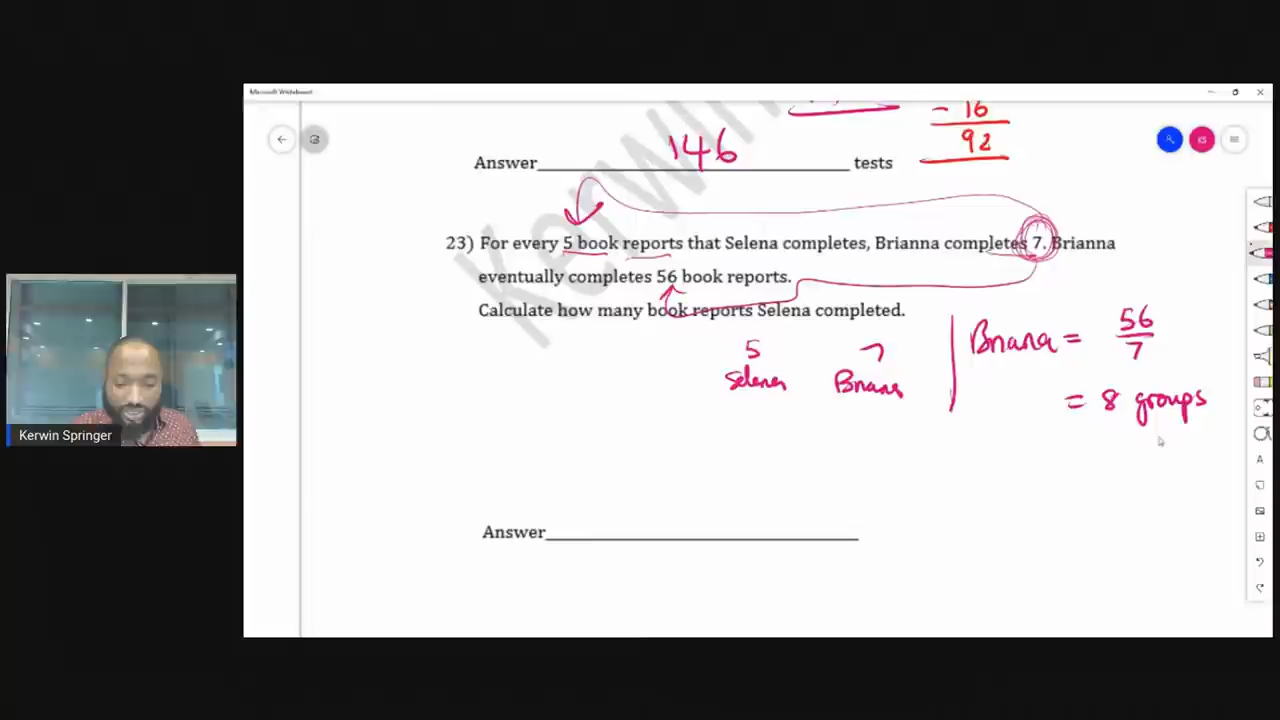 Microsoft Whiteboard
- 16
92
Answer 146 tests
Kerwin
23) For every 5 book reports that Selena completes, Brianna completes 7. Brianna
eventually completes 56 book reports.
Calculate how many book reports Selena completed.
5 7
Selena Briana
Briana = 56/7
= 8 groups
Answer
Kerwin Springer
KS
A